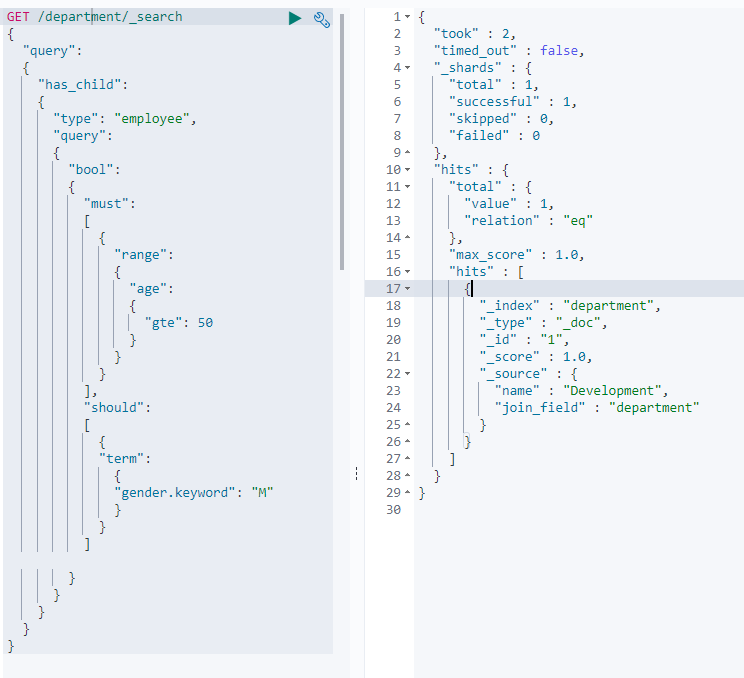 GET /department/_search
{
"query":
{
"has_child":
{
"type": "employee",
"query":
{
"bool":
{
"must":
[
{
"range":
{
"age":
{
"gte": 50
}
}
}
],
"should":
[
{
"term":
{
"gender.keyword": "M"
}
}
]
}
}
}
}
}
1 {
2 "took" : 2,
3 "timed_out" : false,
4 "_shards" : {
5 "total" : 1,
6 "successful" : 1,
7 "skipped" : 0,
8 "failed" : 0
9 },
10 "hits" : {
11 "total" : {
12 "value" : 1,
13 "relation" : "eq"
14 },
15 "max_score" : 1.0,
16 "hits" : [
17 {
18 "_index" : "department",
19 "_type" : "_doc",
20 "_id" : "1",
21 "_score" : 1.0,
22 "_source" : {
23 "name" : "Development",
24 "join_field" : "department"
25 }
26 }
27 ]
28 }
29 }
30